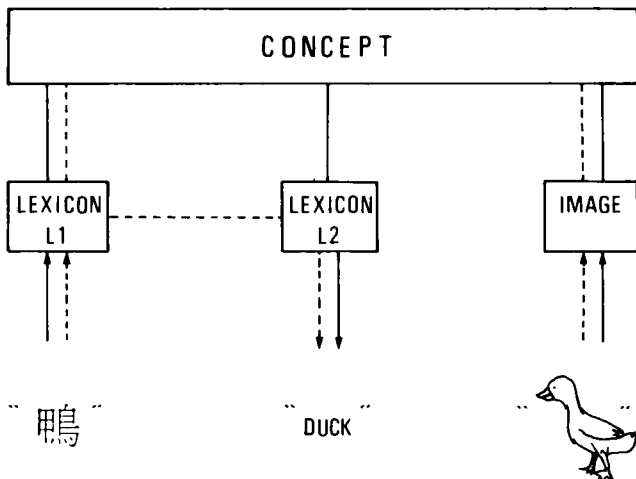 CONCEPT
LEXICON
L1
LEXICON
L2
IMAGE
"鴨"
"DUCK"
" "